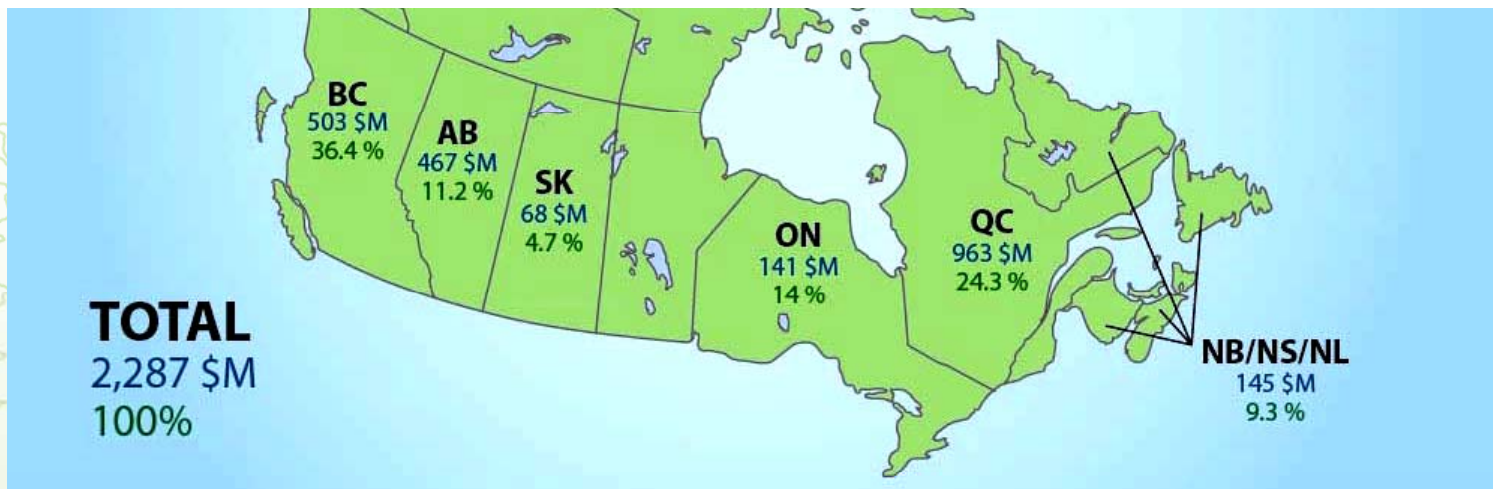 BC
503 $M
36.4 %
AB
467 $M
11.2 %
SK
68 $M
4.7 %
ON
141 $M
14 %
QC
963 $M
24.3 %
NB/NS/NL
145 $M
9.3 %
TOTAL
2,287 $M
100%